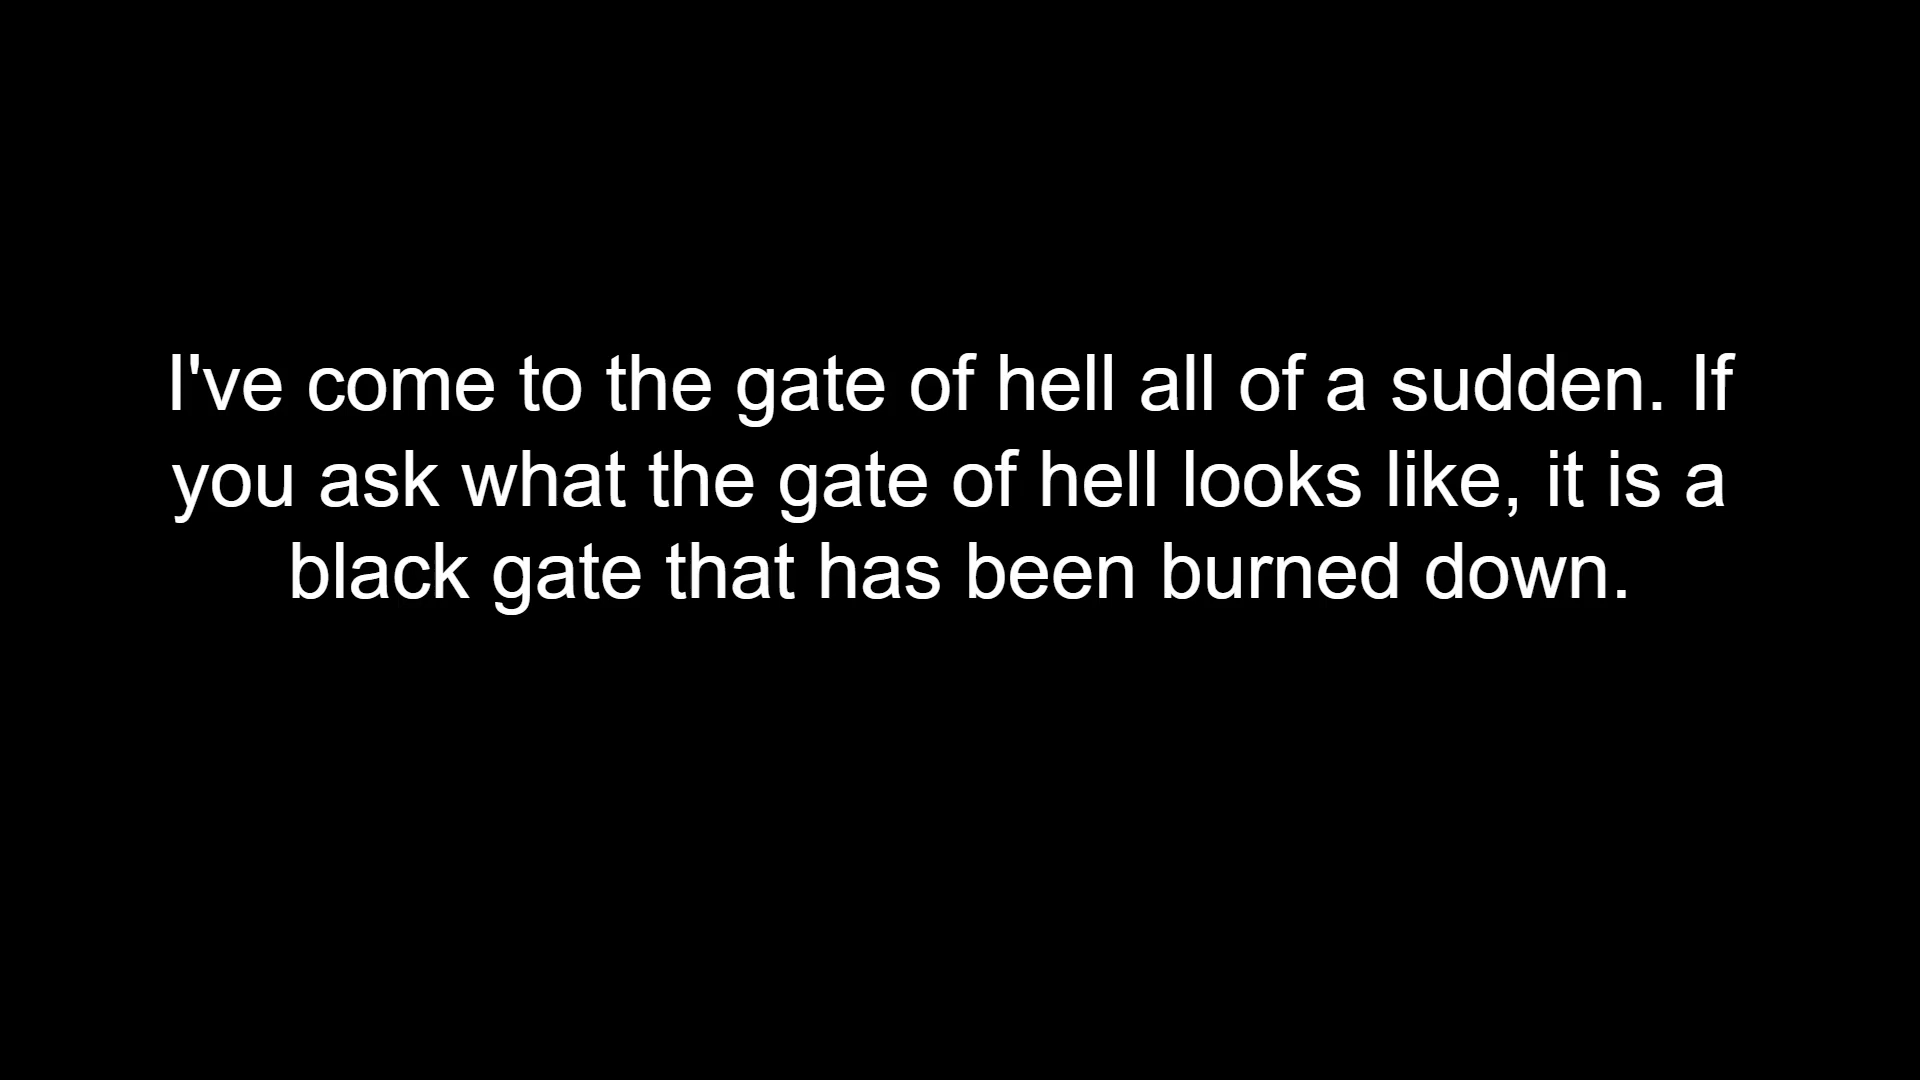 I've come to the gate of hell all of a sudden. If
you ask what the gate of hell looks like, it is a
black gate that has been burned down.